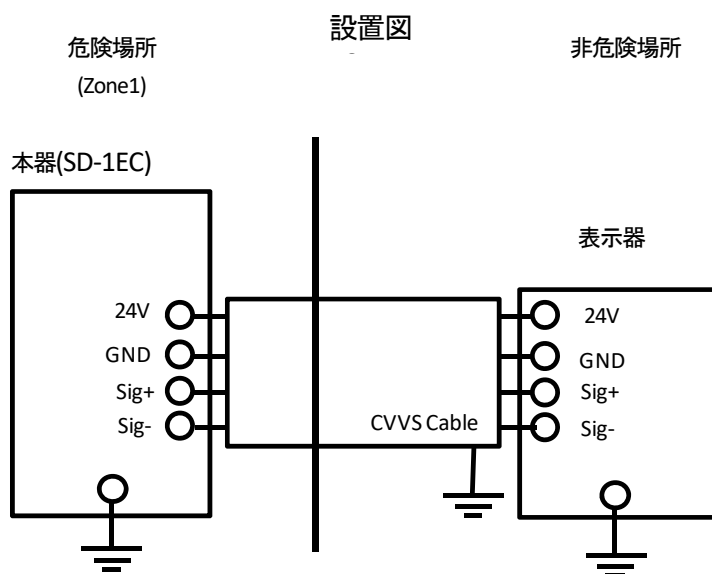 設置図
危険場所
(Zone1)
非危険場所
本器(SD-1EC)
表示器
24V
GND
Sig+
Sig-
CVVS Cable
24V
GND
Sig+
Sig-